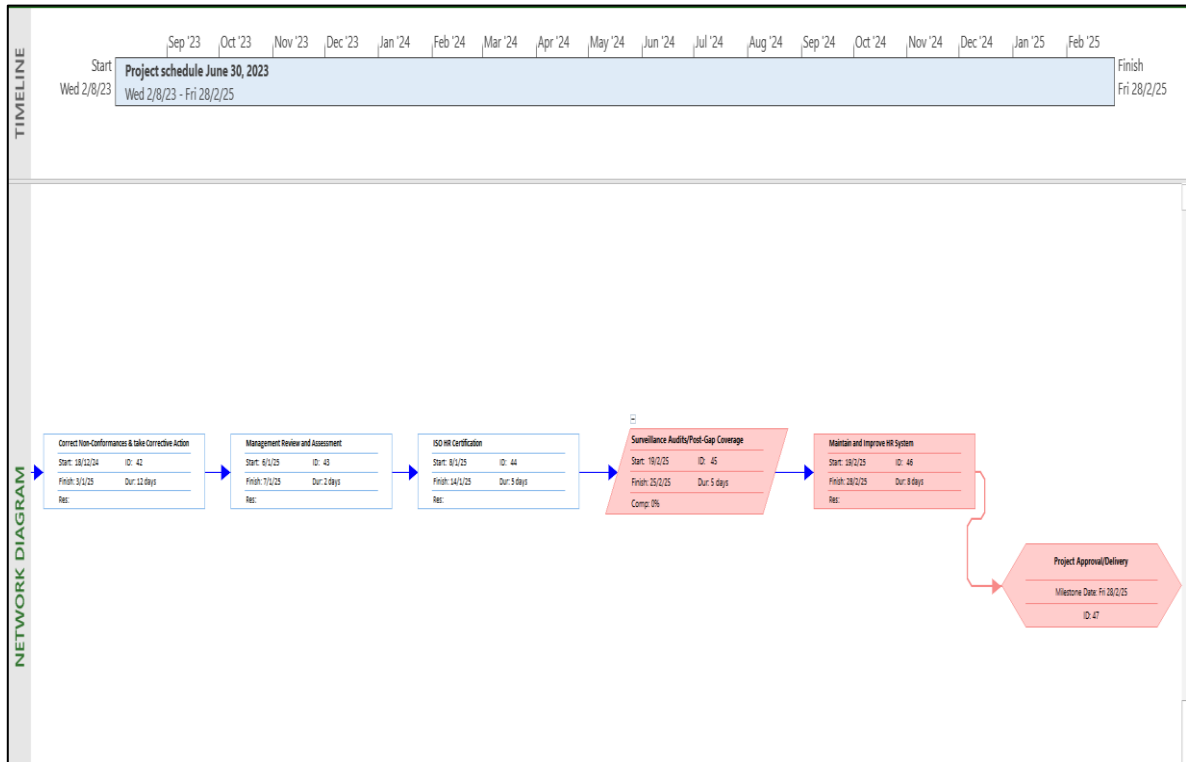 TIMELINE
Sep '23 Oct '23 Nov '23 Dec '23 Jan '24 Feb '24 Mar '24 Apr '24 May '24 Jun '24 Jul '24 Aug '24 Sep '24 Oct '24 Nov '24 Dec '24 Jan '25 Feb '25
Start
Wed 2/8/23
Project schedule June 30, 2023
Wed 2/8/23 - Fri 28/2/25
Finish
Fri 28/2/25
NETWORK DIAGRAM
Correct Non-Conformances & take Corrective Action
Start: 18/12/24 ID: 42
Finish: 3/1/25 Dur: 12 days
Res:
Management Review and Assessment
Start: 6/1/25 ID: 43
Finish: 7/1/25 Dur: 2 days
Res:
ISO HR Certification
Start: 8/1/25 ID: 44
Finish: 14/1/25 Dur: 5 days
Res:
Surveillance Audits/Post-Gap Coverage
Start: 19/2/25 ID: 45
Finish: 25/2/25 Dur: 5 days
Comp: 0%
Maintain and Improve HR System
Start: 19/2/25 ID: 46
Finish: 28/2/25 Dur: 8 days
Res:
Project Approval/Delivery
Milestone Date: Fri 28/2/25
ID: 47